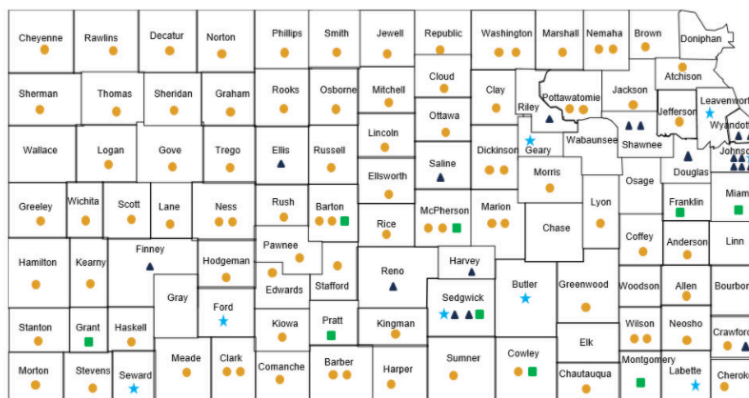 Cheyenne Rawlins Decatur Norton Phillips Smith Jewell Republic Washington Marshall Nemaha Brown Doniphan
Atchison
Sherman Thomas Sheridan Graham Rooks Osborne Mitchell Cloud Clay Riley Pottawatomie Jackson Jefferson Leavenwort
Wyandott
Wallace Logan Gove Trego Ellis Russell Lincoln Ottawa Saline Dickinson Geary Wabaunsee Shawnee Douglas Johnso
Ellsworth Morris Osage Franklin Miam
Greeley Wichita Scott Lane Ness Rush Barton Rice McPherson Marion Chase Lyon Coffey Anderson Linn
Hamilton Kearny Finney Hodgeman Pawnee Edwards Stafford Reno Harvey Butler Greenwood Woodson Allen Bourbon
Gray Ford Sedgwick
Stanton Grant Haskell Kiowa Pratt Kingman Elk Wilson Neosho Crawford
Morton Stevens Seward Meade Clark Comanche Barber Harper Sumner Cowley Chautauqua Montgomery Labette Cheroke